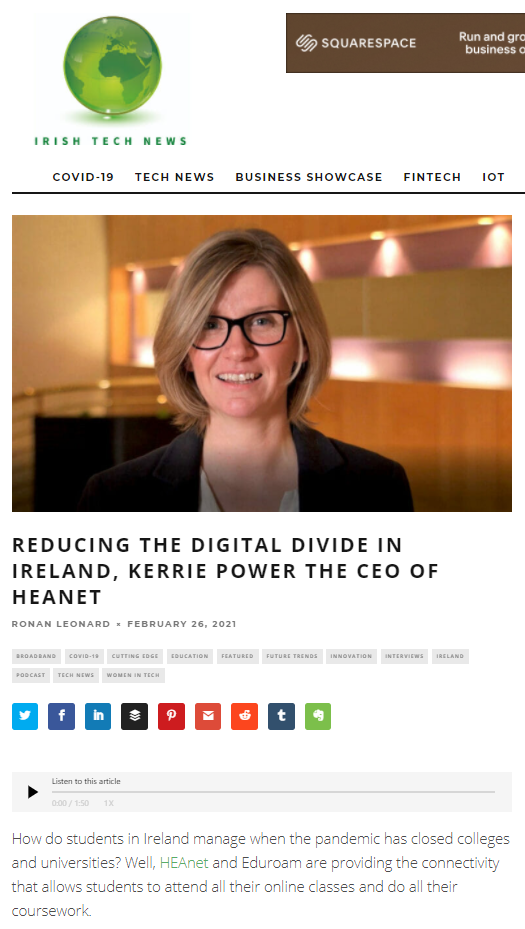 IRISH TECH NEWS
SQUARESPACE
Run and gro
business o
COVID-19 TECH NEWS BUSINESS SHOWCASE FINTECH IOT
REDUCING THE DIGITAL DIVIDE IN
IRELAND, KERRIE POWER THE CEO OF
HEANET
RONAN LEONARD × FEBRUARY 26, 2021
BROADBAND COVID-19 CUTTING EDGE EDUCATION FEATURED FUTURE TRENDS INNOVATION INTERVIEWS IRELAND
PODCAST TECH NEWS WOMEN IN TECH
Listen to this article
0:00 / 1:50 1X
How do students in Ireland manage when the pandemic has closed colleges
and universities? Well, HEAnet and Eduroam are providing the connectivity
that allows students to attend all their online classes and do all their
coursework.